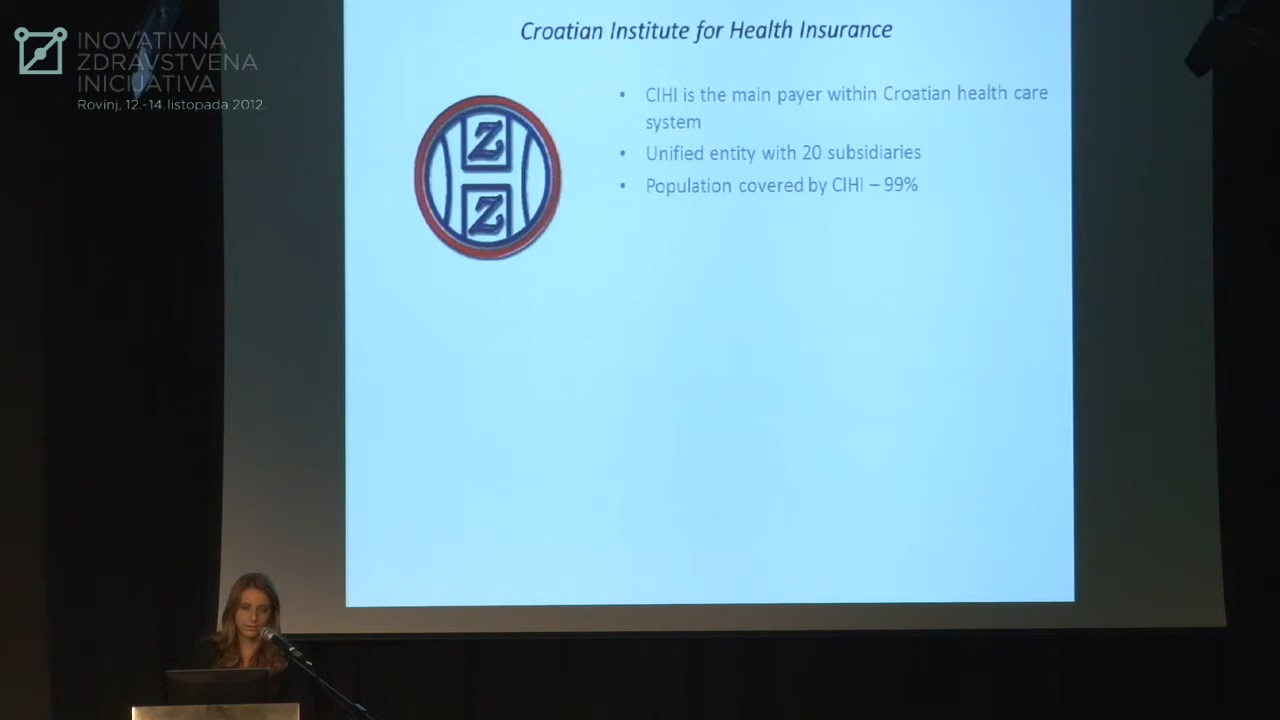 INOVATIVNA
ZDRAVSTVENA
INICIJATIVA
Rovinj, 12.-14. listopada 2012.
Croatian Institute for Health Insurance
• CIHI is the main payer within Croatian health care
system
• Unified entity with 20 subsidiaries
• Population covered by CIHI – 99%
Z
Z